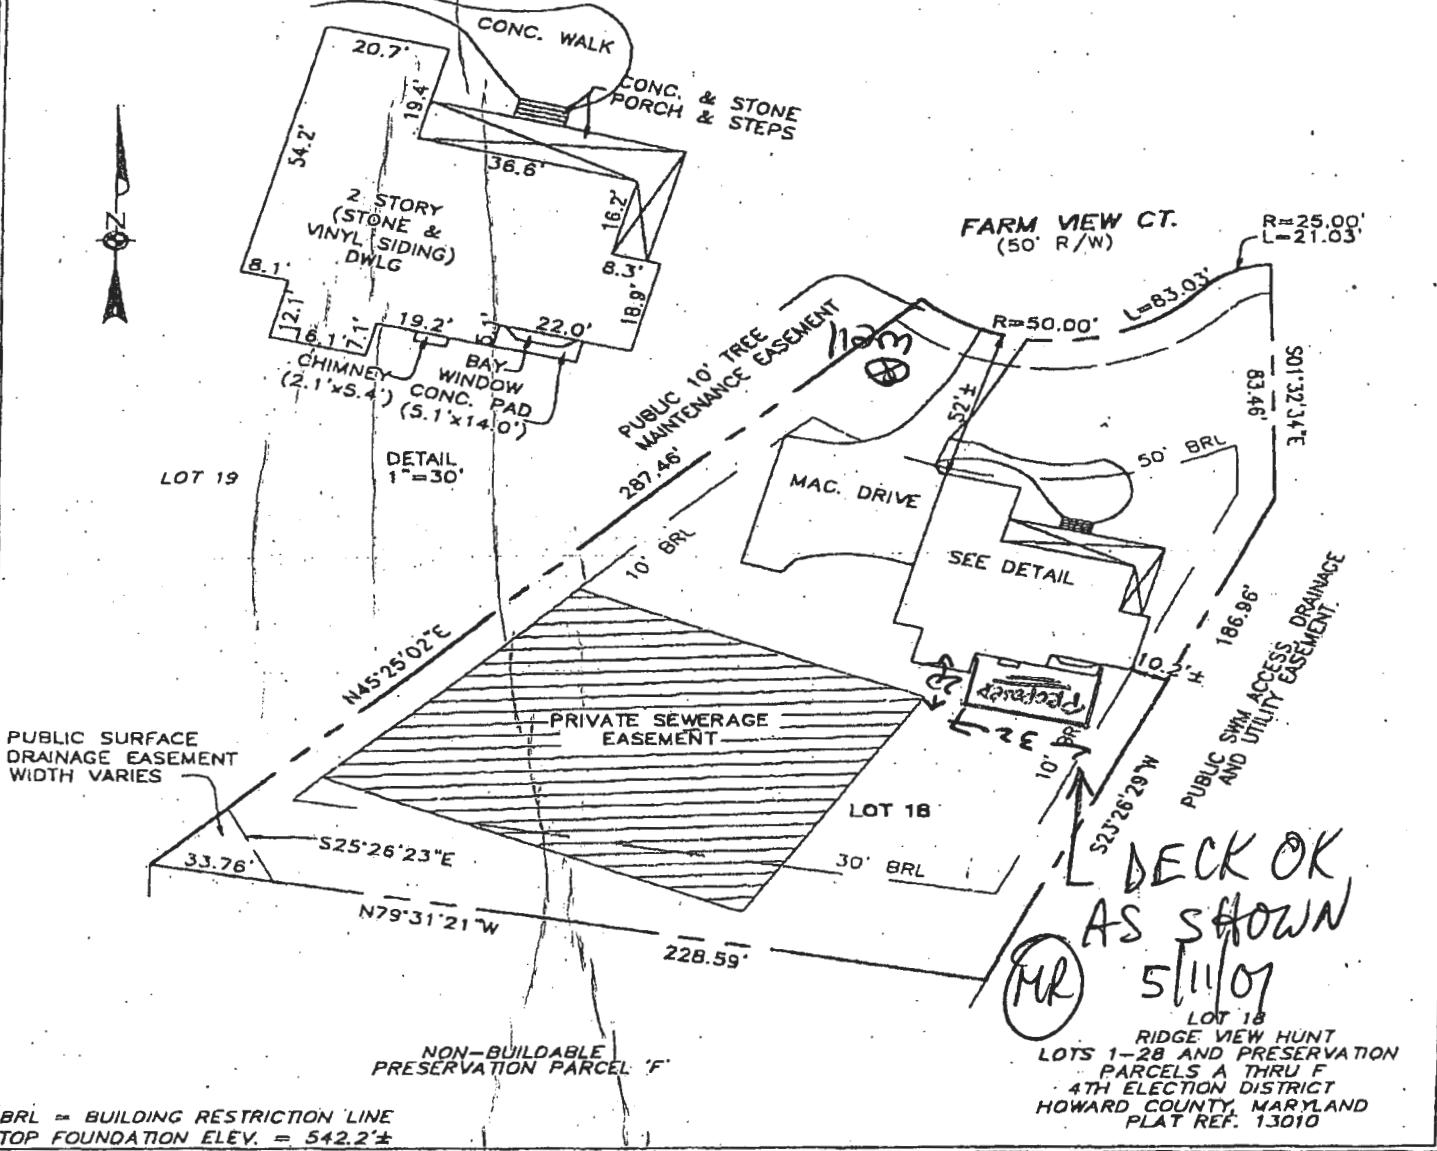 CONC. WALK
20.7'
19.4'
CONC. & STONE
PORCH & STEPS
54.2'
36.6'
2 STORY
(STONE &
VINYL SIDING)
DWLG
16.2'
8.1'
8.3'
12.1'
18.9'
16.1'
7.1'
19.2'
5.1'
22.0'
CHIMNEY
(2.1'x5.4')
BAY
WINDOW
CONC. PAD
(5.1'x14.0')
DETAIL
1"=30'
LOT 19
N
FARM VIEW CT.
(50' R/W)
R=25.00'
L=21.03'
L=83.03'
R=50.00'
PUBLIC 10' TREE
MAINTENANCE EASEMENT
287.46'
52'±
S01°32'34"E
83.46'
50' BRL
MAC. DRIVE
10' BRL
SEE DETAIL
186.96'
PUBLIC SWM ACCESS, DRAINAGE
AND UTILITY EASEMENT.
N45°25'02"E
10.2'±
Proposed
32
20
10' BRL
PRIVATE SEWERAGE
EASEMENT
PUBLIC SURFACE
DRAINAGE EASEMENT
WIDTH VARIES
LOT 18
S23°26'29"W
S25°26'23"E
33.76'
30' BRL
N79°31'21"W
228.59'
DECK OK
AS SHOWN
MR
5/11/07
LOT 18
RIDGE VIEW HUNT
LOTS 1-28 AND PRESERVATION
PARCELS A THRU F
4TH ELECTION DISTRICT
HOWARD COUNTY, MARYLAND
PLAT REF. 13010
NON-BUILDABLE
PRESERVATION PARCEL 'F'
BRL = BUILDING RESTRICTION LINE
TOP FOUNDATION ELEV. = 542.2'±